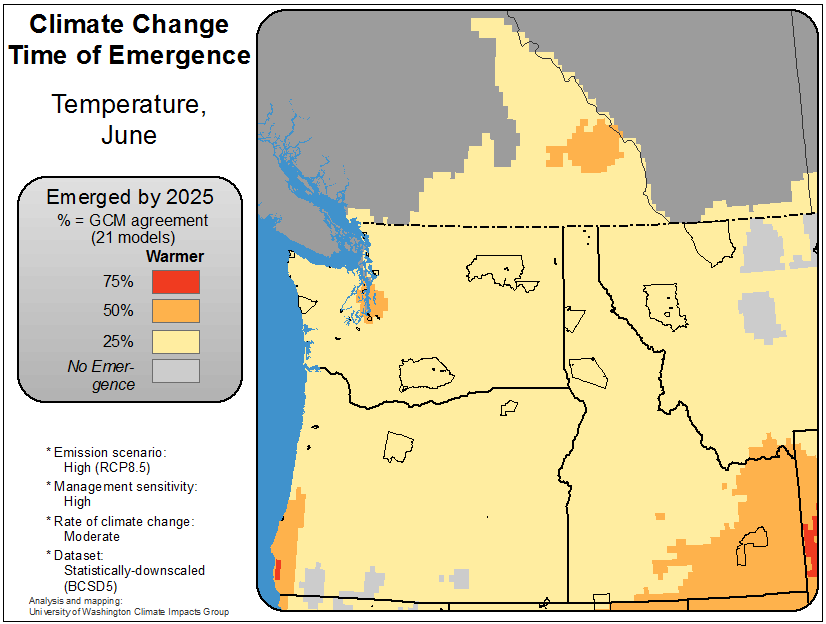 Climate Change
Time of Emergence
Temperature,
June
Emerged by 2025
% = GCM agreement
(21 models)
Warmer
75%
50%
25%
No Emer-
gence
* Emission scenario:
High (RCP8.5)
* Management sensitivity:
High
* Rate of climate change:
Moderate
* Dataset:
Statistically-downscaled
(BCSD5)
Analysis and mapping:
University of Washington Climate Impacts Group